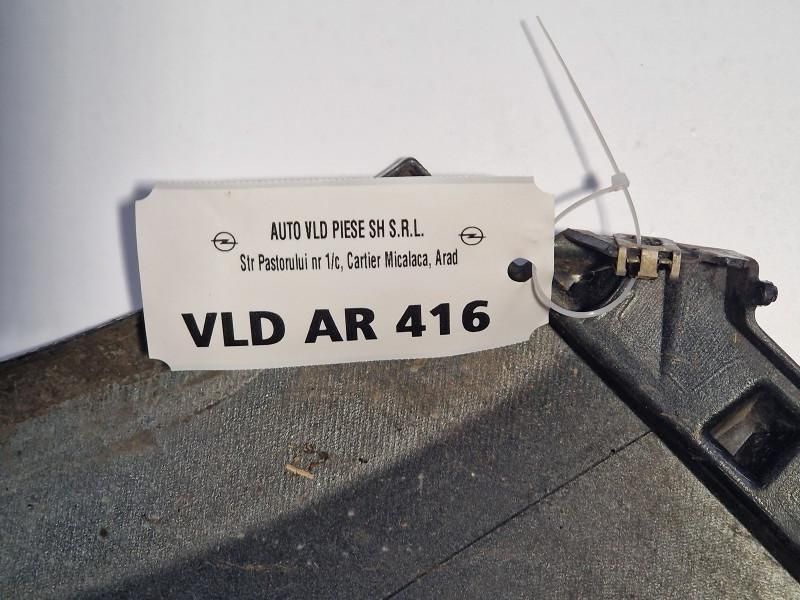 AUTO VLD PIESE SH S.R.L.
Str Pastorului nr 1/c, Cartier Micalaca, Arad
VLD AR 416